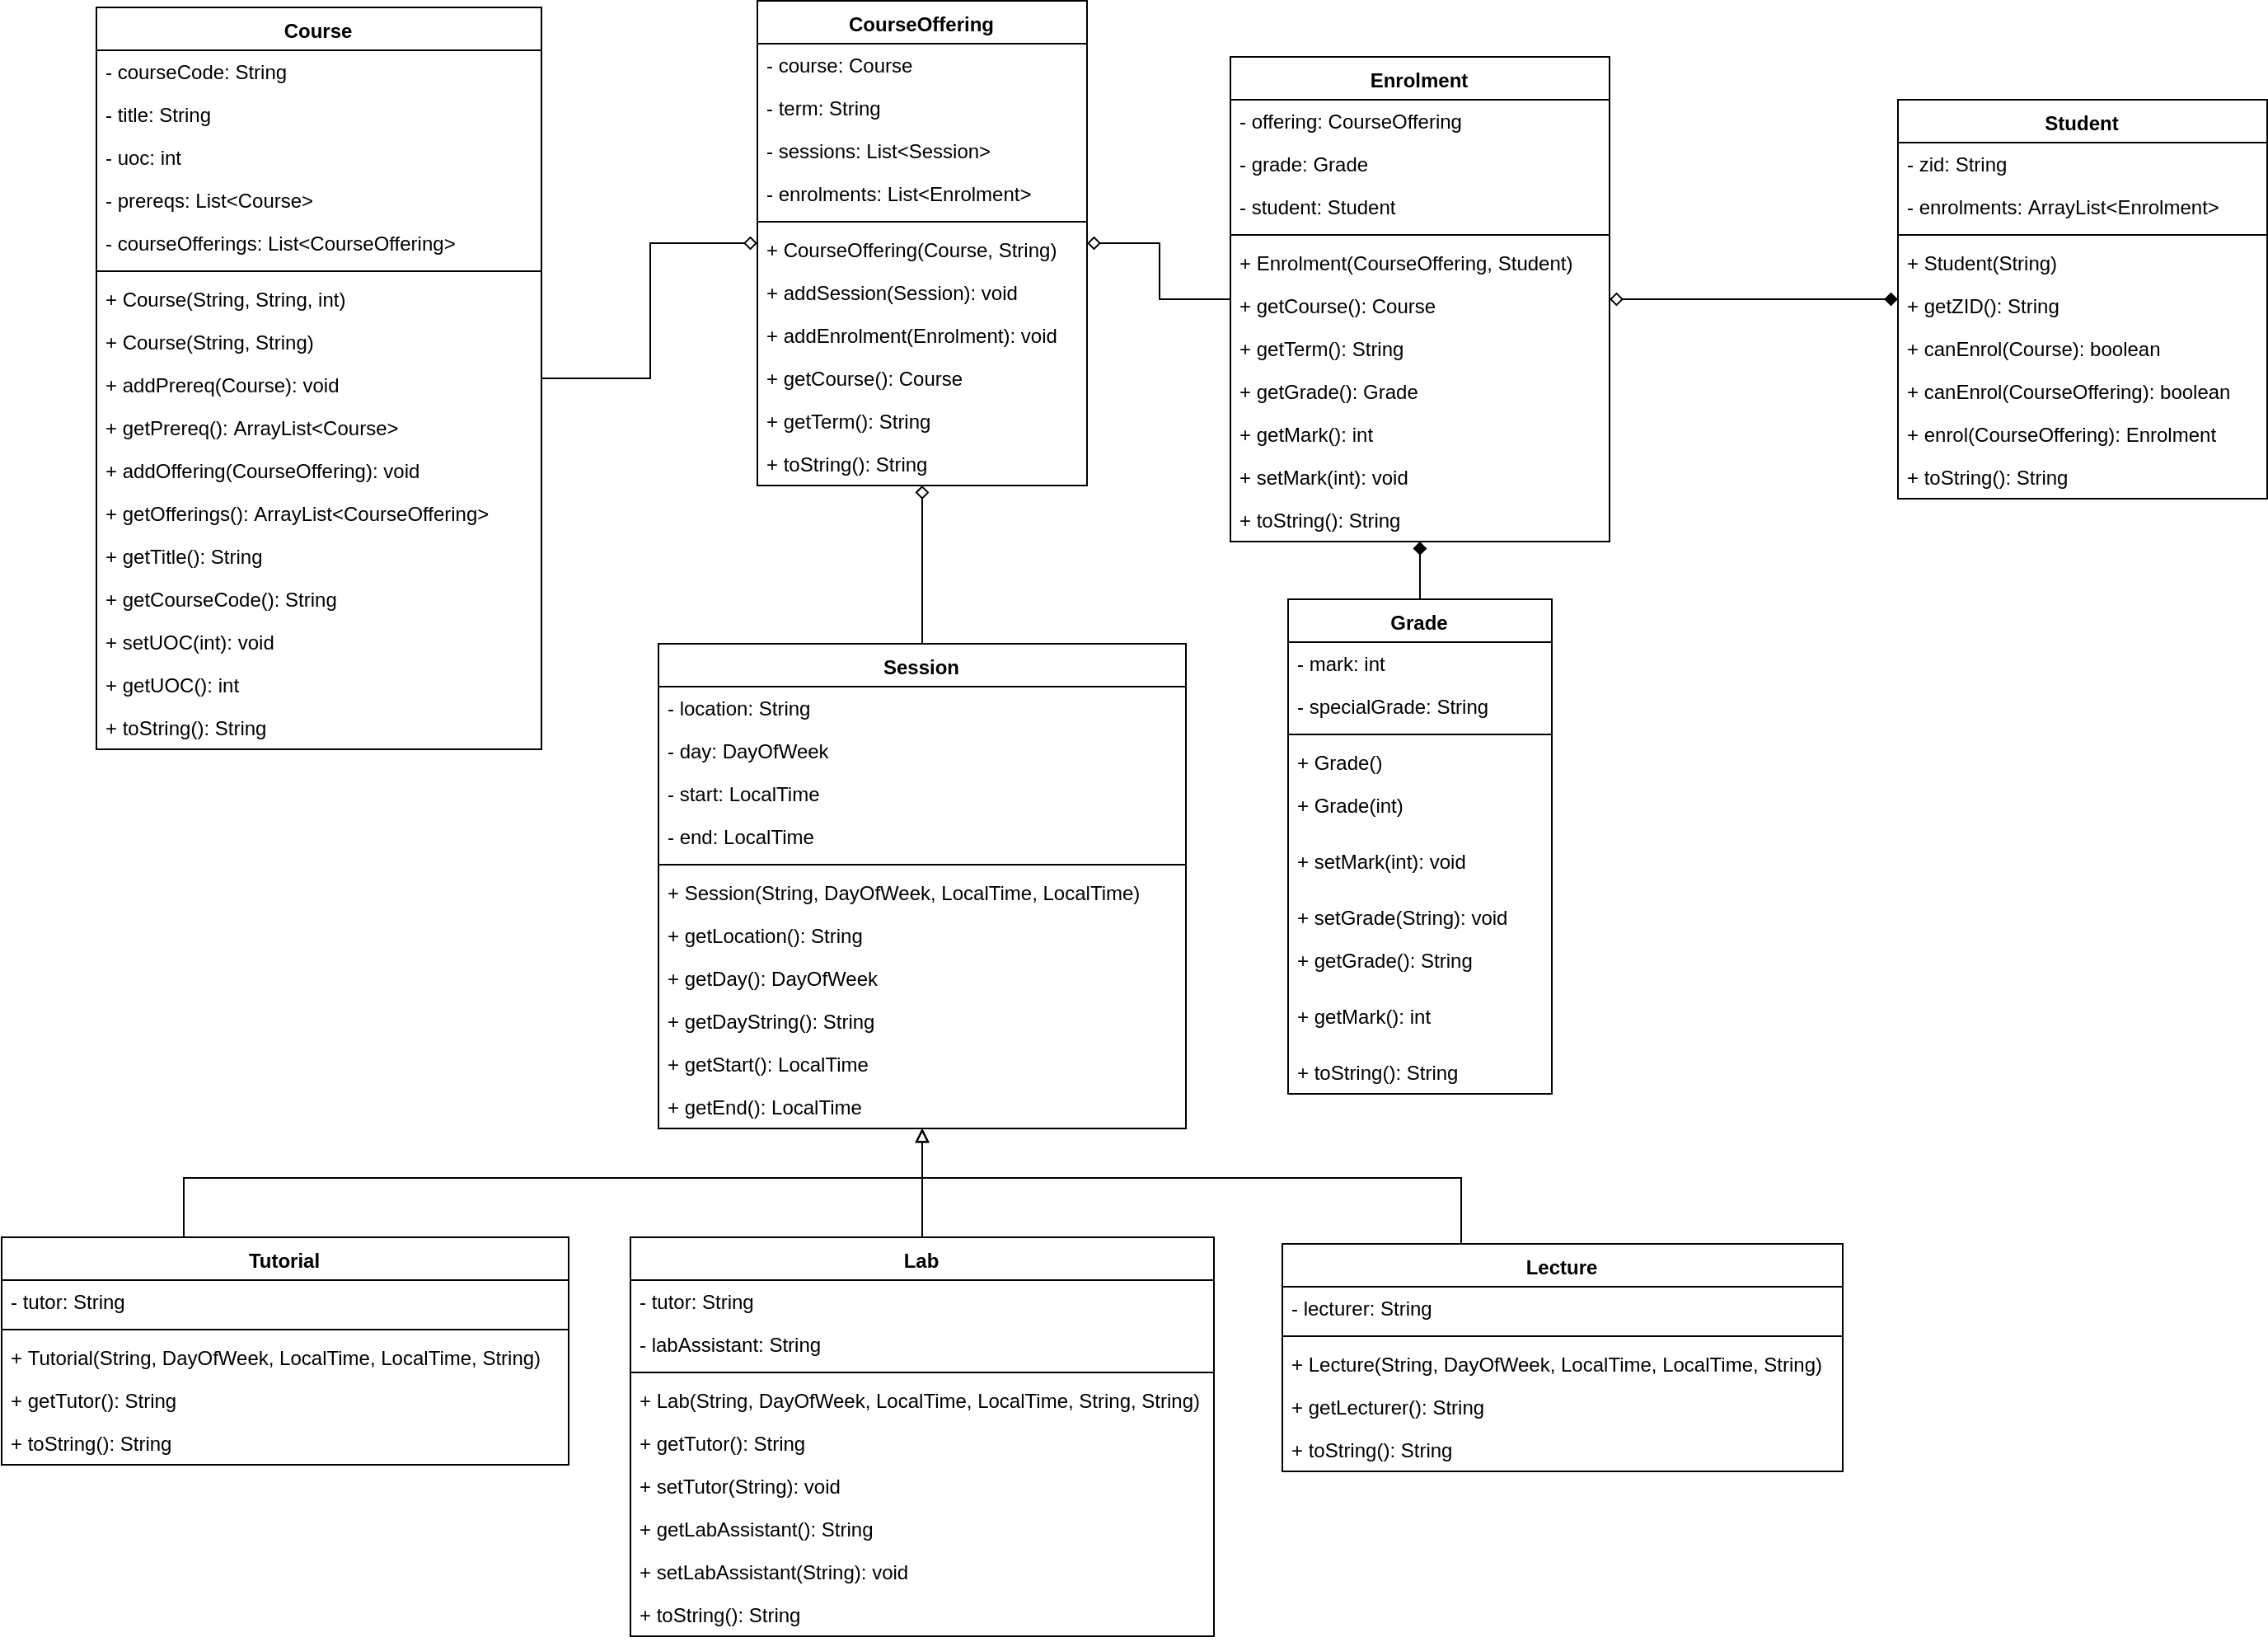 Course
- courseCode: String
- title: String
- uoc: int
- prereqs: List<Course>
- courseOfferings: List<CourseOffering>
+ Course(String, String, int)
+ Course(String, String)
+ addPrereq(Course): void
+ getPrereq(): ArrayList<Course>
+ addOffering(CourseOffering): void
+ getOfferings(): ArrayList<CourseOffering>
+ getTitle(): String
+ getCourseCode(): String
+ setUOC(int): void
+ getUOC(): int
+ toString(): String
CourseOffering
- course: Course
- term: String
- sessions: List<Session>
- enrolments: List<Enrolment>
+ CourseOffering(Course, String)
+ addSession(Session): void
+ addEnrolment(Enrolment): void
+ getCourse(): Course
+ getTerm(): String
+ toString(): String
Enrolment
- offering: CourseOffering
- grade: Grade
- student: Student
+ Enrolment(CourseOffering, Student)
+ getCourse(): Course
+ getTerm(): String
+ getGrade(): Grade
+ getMark(): int
+ setMark(int): void
+ toString(): String
Student
- zid: String
- enrolments: ArrayList<Enrolment>
+ Student(String)
+ getZID(): String
+ canEnrol(Course): boolean
+ canEnrol(CourseOffering): boolean
+ enrol(CourseOffering): Enrolment
+ toString(): String
Session
- location: String
- day: DayOfWeek
- start: LocalTime
- end: LocalTime
+ Session(String, DayOfWeek, LocalTime, LocalTime)
+ getLocation(): String
+ getDay(): DayOfWeek
+ getDayString(): String
+ getStart(): LocalTime
+ getEnd(): LocalTime
Grade
- mark: int
- specialGrade: String
+ Grade()
+ Grade(int)
+ setMark(int): void
+ setGrade(String): void
+ getGrade(): String
+ getMark(): int
+ toString(): String
Tutorial
- tutor: String
+ Tutorial(String, DayOfWeek, LocalTime, LocalTime, String)
+ getTutor(): String
+ toString(): String
Lab
- tutor: String
- labAssistant: String
+ Lab(String, DayOfWeek, LocalTime, LocalTime, String, String)
+ getTutor(): String
+ setTutor(String): void
+ getLabAssistant(): String
+ setLabAssistant(String): void
+ toString(): String
Lecture
- lecturer: String
+ Lecture(String, DayOfWeek, LocalTime, LocalTime, String)
+ getLecturer(): String
+ toString(): String